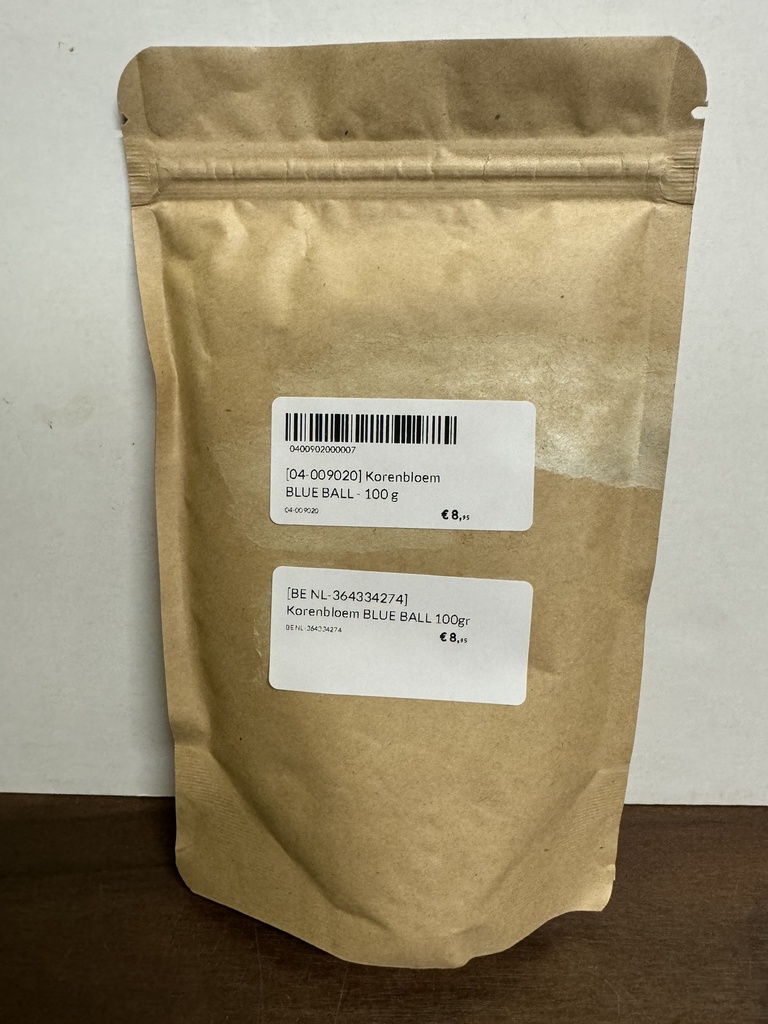 0400902000007
[04-009020] Korenbloem
BLUE BALL - 100 g
04-009020
€ 8,95
[BE NL-364334274]
Korenbloem BLUE BALL 100gr
BE NL-364334274
€ 8,95